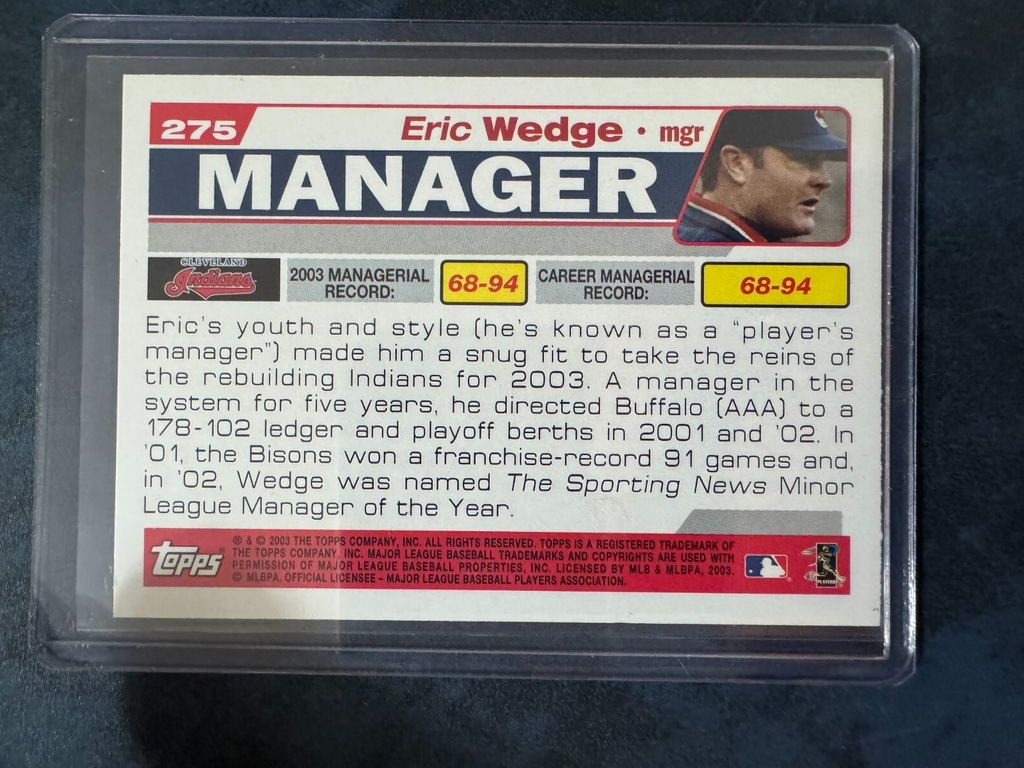 275
Eric Wedge • mgr
MANAGER
CLEVELAND
Indians
2003 MANAGERIAL
RECORD:
68-94
CAREER MANAGERIAL
RECORD:
68-94
Eric's youth and style (he's known as a "player's
manager") made him a snug fit to take the reins of
the rebuilding Indians for 2003. A manager in the
system for five years, he directed Buffalo (AAA) to a
178-102 ledger and playoff berths in 2001 and '02. In
'01, the Bisons won a franchise-record 91 games and,
in '02, Wedge was named The Sporting News Minor
League Manager of the Year.
topps
® & © 2003 THE TOPPS COMPANY, INC. ALL RIGHTS RESERVED. TOPPS IS A REGISTERED TRADEMARK OF
THE TOPPS COMPANY, INC. MAJOR LEAGUE BASEBALL TRADEMARKS AND COPYRIGHTS ARE USED WITH
PERMISSION OF MAJOR LEAGUE BASEBALL PROPERTIES, INC. LICENSED BY MLB & MLBPA, 2003.
© MLBPA. OFFICIAL LICENSEE – MAJOR LEAGUE BASEBALL PLAYERS ASSOCIATION.
PLAYERS